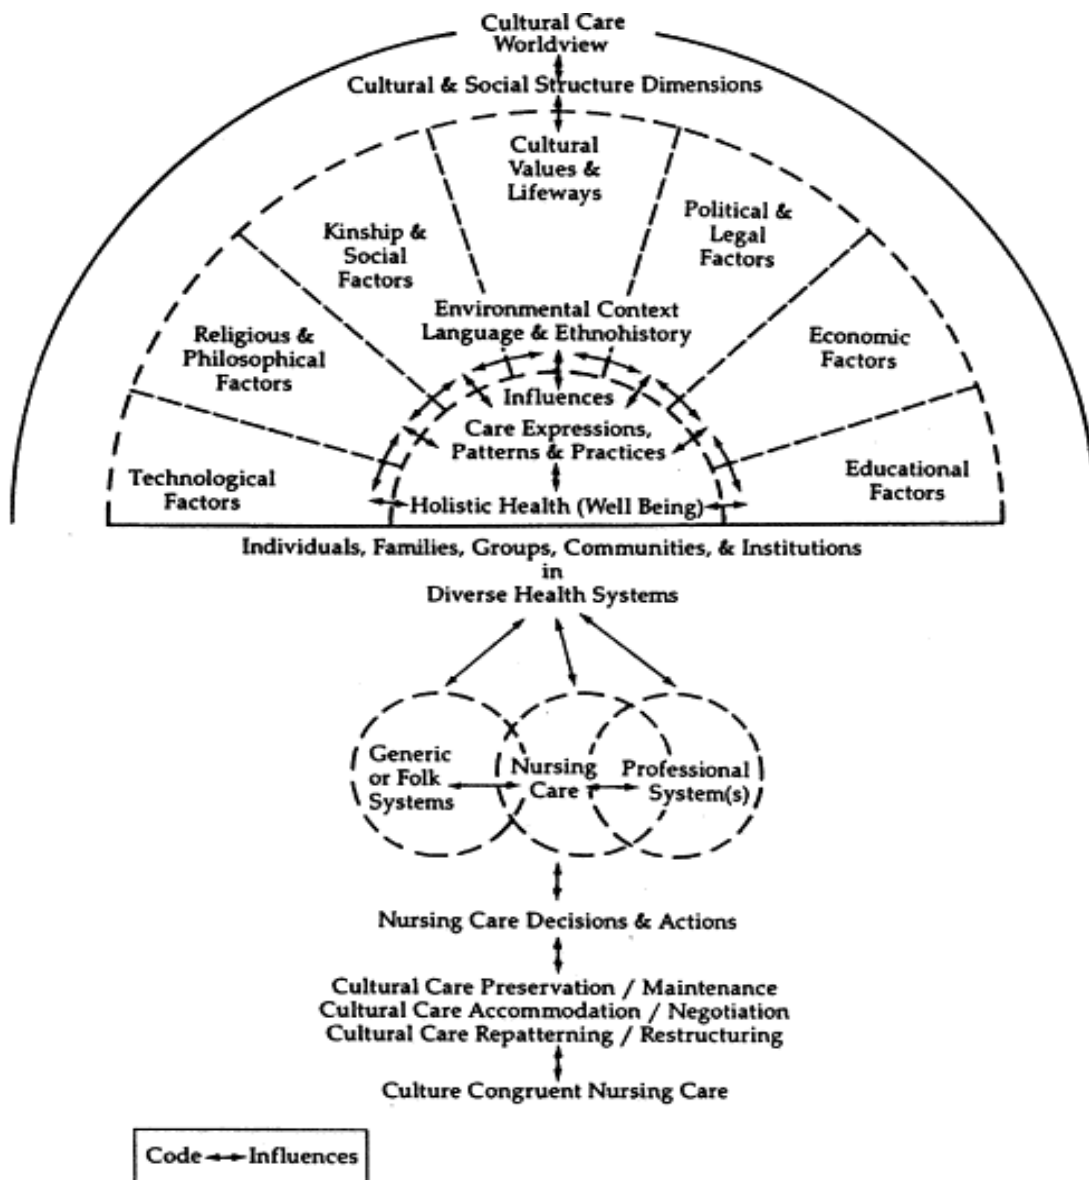 Cultural Care
Worldview
Cultural & Social Structure Dimensions
Cultural
Values &
Lifeways
Kinship &
Social
Factors
Political &
Legal
Factors
Religious &
Philosophical
Factors
Environmental Context
Language & Ethnohistory
Economic
Factors
Technological
Factors
Influences
Care Expressions,
Patterns & Practices
Holistic Health (Well Being)
Educational
Factors
Individuals, Families, Groups, Communities, & Institutions
in
Diverse Health Systems
Generic
or Folk
Systems
Nursing
Care
Professional
System(s)
Nursing Care Decisions & Actions
Cultural Care Preservation / Maintenance
Cultural Care Accommodation / Negotiation
Cultural Care Repatterning / Restructuring
Culture Congruent Nursing Care
Code ↔ Influences